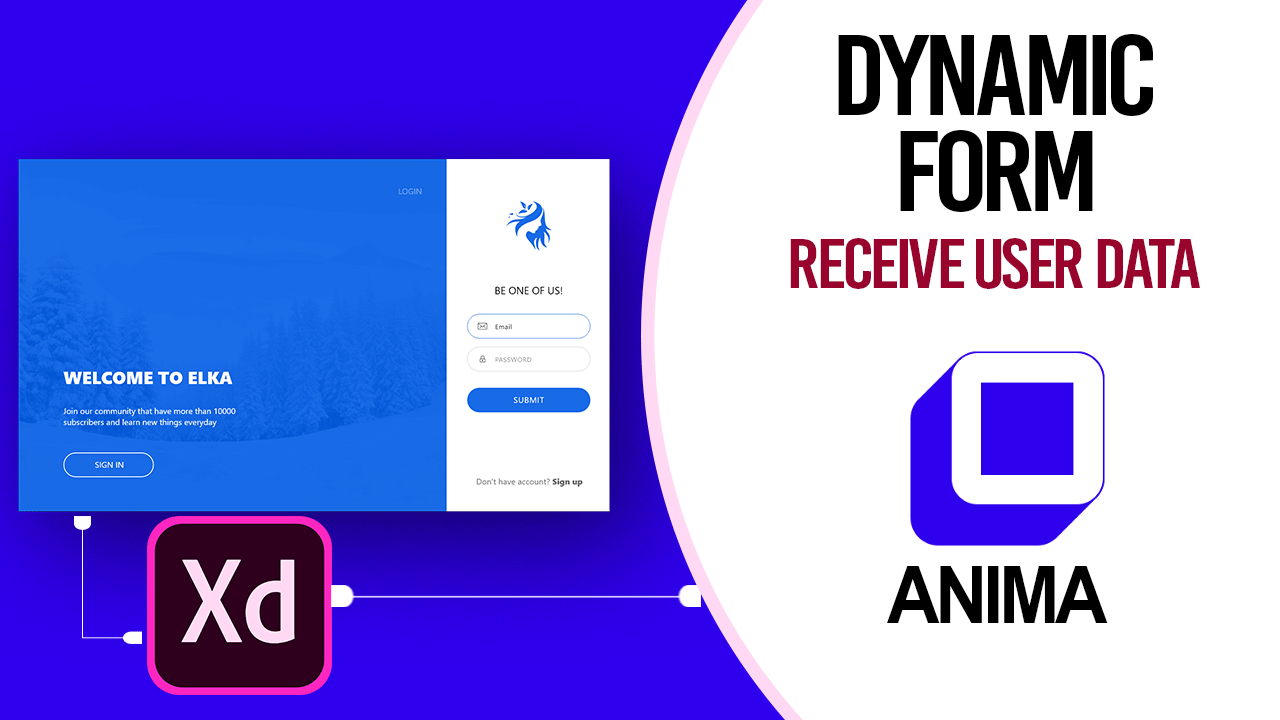 DYNAMIC
FORM
RECEIVE USER DATA
LOGIN
BE ONE OF US!
Email
PASSWORD
SUBMIT
WELCOME TO ELKA
Join our community that have more than 10000
subscribers and learn new things everyday
SIGN IN
Don't have account? Sign up
Xd
ANIMA